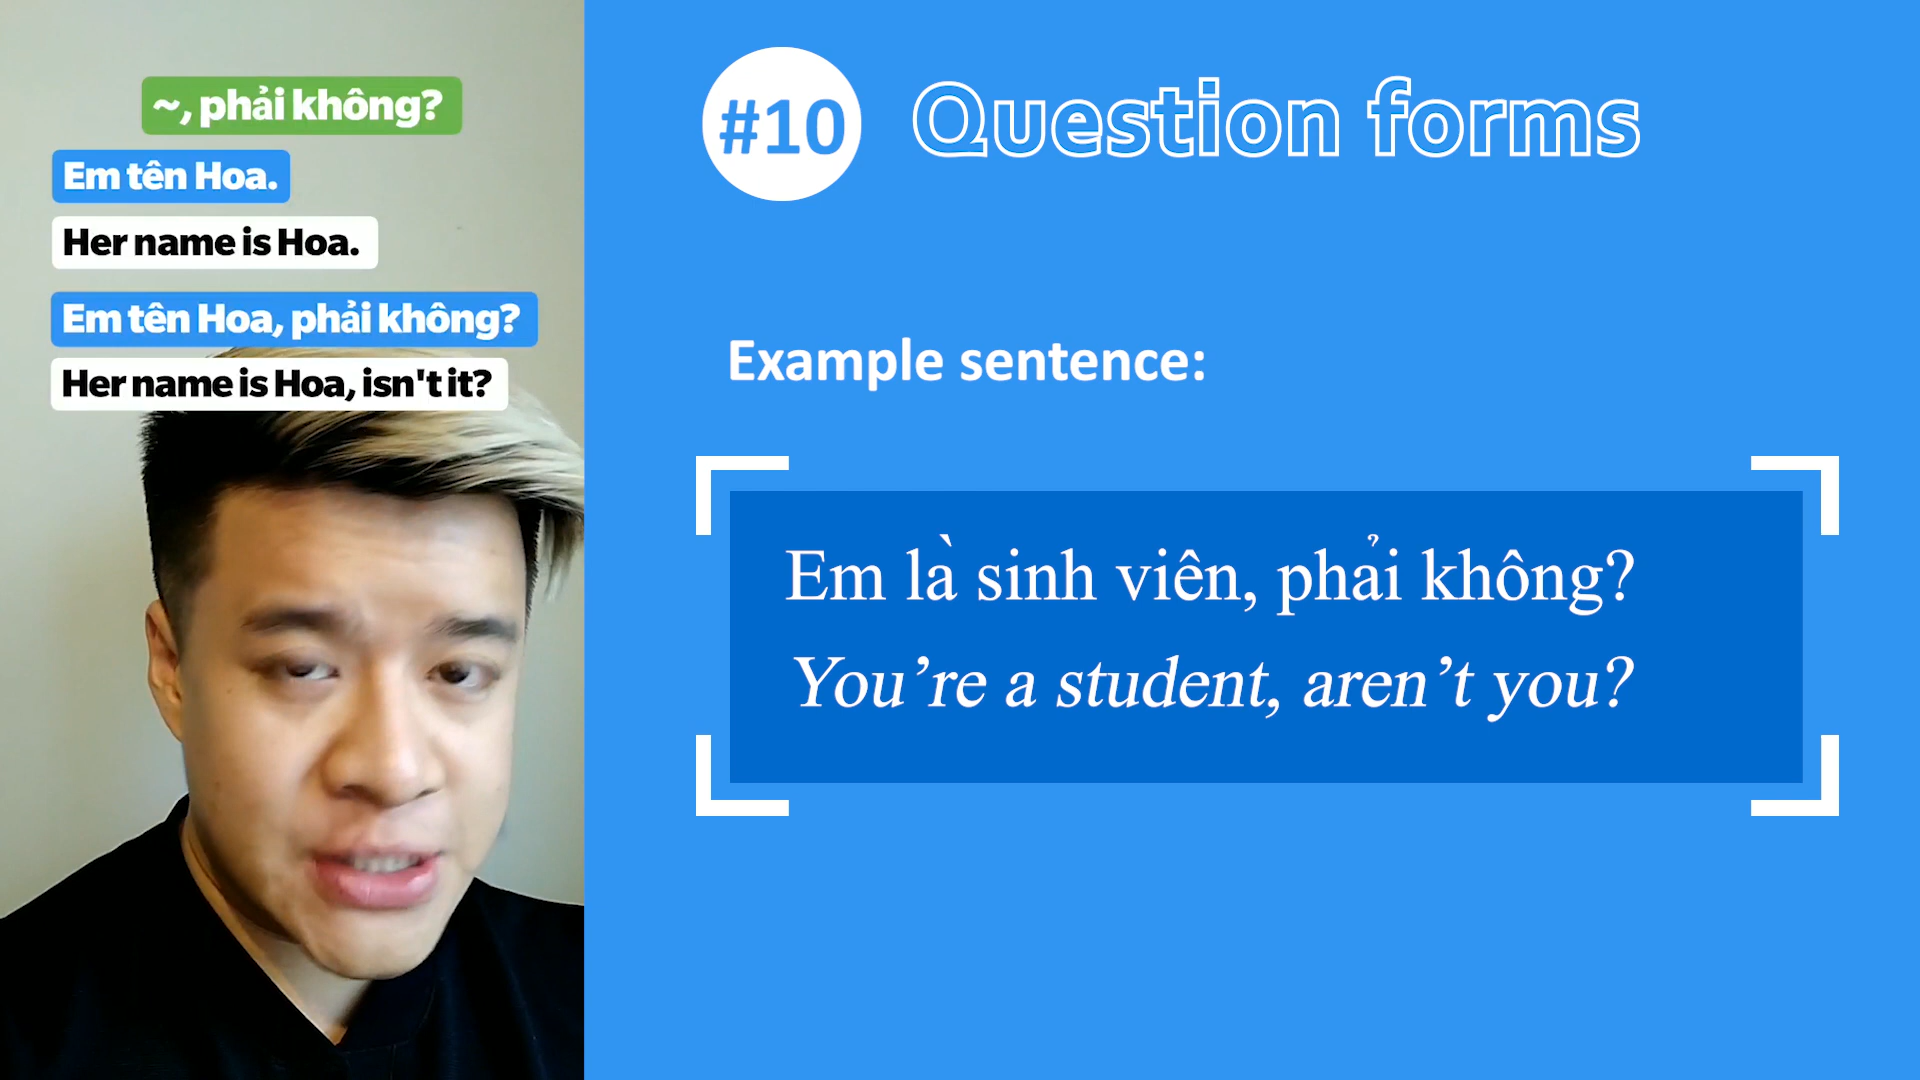 ~, phải không?
Em tên Hoa.
Her name is Hoa.
Em tên Hoa, phải không?
Her name is Hoa, isn't it?
#10 Question forms
Example sentence:
Em là sinh viên, phải không?
You’re a student, aren’t you?